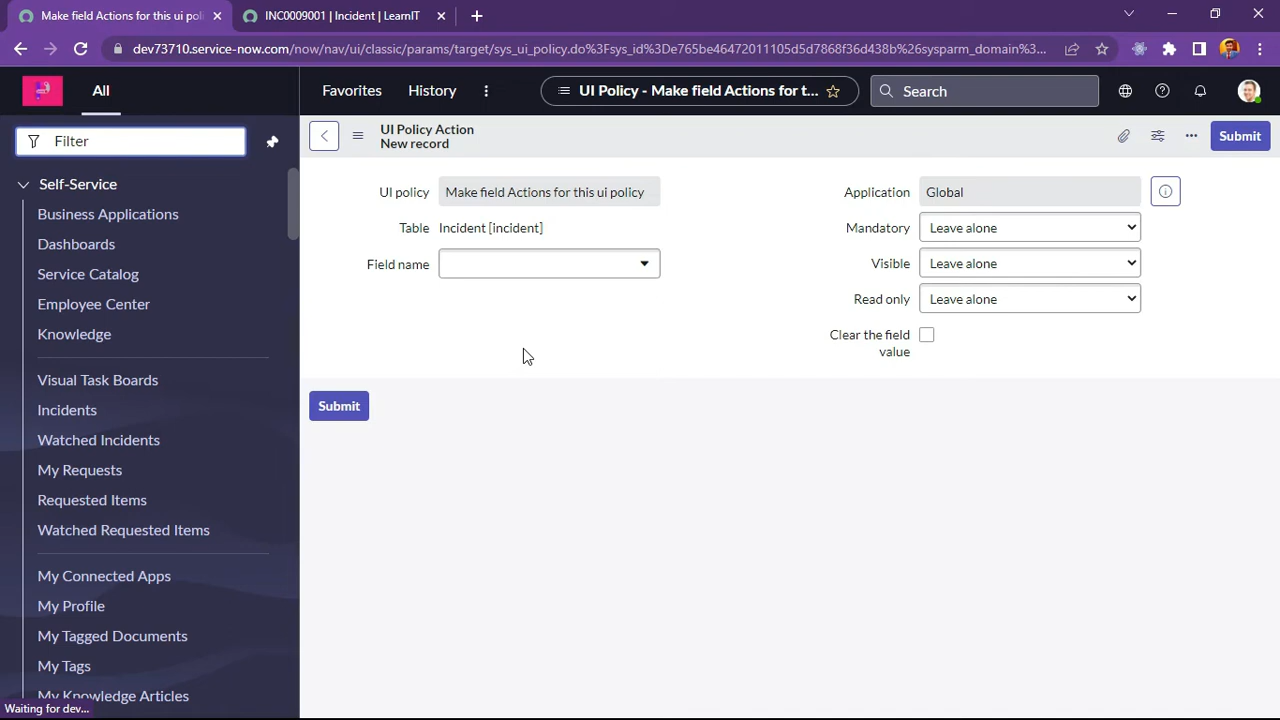 Make field Actions for this ui poli
INC0009001 | Incident | LearnIT
dev73710.service-now.com/now/nav/ui/classic/params/target/sys_ui_policy.do%3Fsys_id%3De765be46472011105d5d7868f36d438b%26sysparm_domain%3...
All
Favorites
History
UI Policy - Make field Actions for t...
Search
Filter
Self-Service
Business Applications
Dashboards
Service Catalog
Employee Center
Knowledge
Visual Task Boards
Incidents
Watched Incidents
My Requests
Requested Items
Watched Requested Items
My Connected Apps
My Profile
My Tagged Documents
My Tags
My Knowledge Articles
Waiting for dev...
UI Policy Action
New record
Submit
UI policy
Make field Actions for this ui policy
Table
Incident [incident]
Field name
Application
Global
Mandatory
Leave alone
Visible
Leave alone
Read only
Leave alone
Clear the field
value
Submit